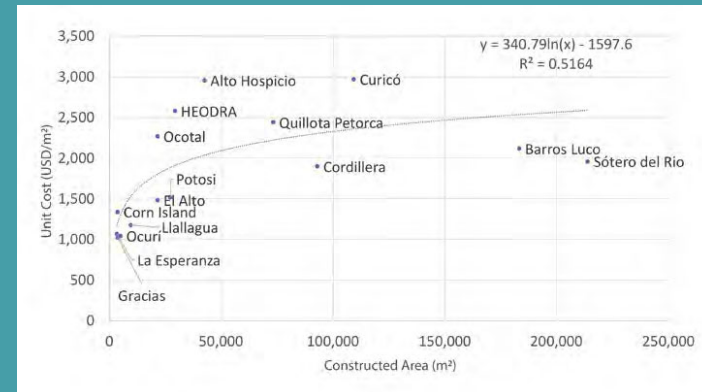 3,500
y = 340.79ln(x) - 1597.6
R² = 0.5164
3,000
Alto Hospicio
Curicó
HEODRA
2,500
Quillota Petorca
Ocotal
Barros Luco
2,000
Cordillera
Sótero del Rio
Potosi
1,500
El Alto
Corn Island
Llallagua
1,000
Ocurí
La Esperanza
500
Gracias
0
Unit Cost (USD/m²)
0 50,000 100,000 150,000 200,000 250,000
Constructed Area (m²)